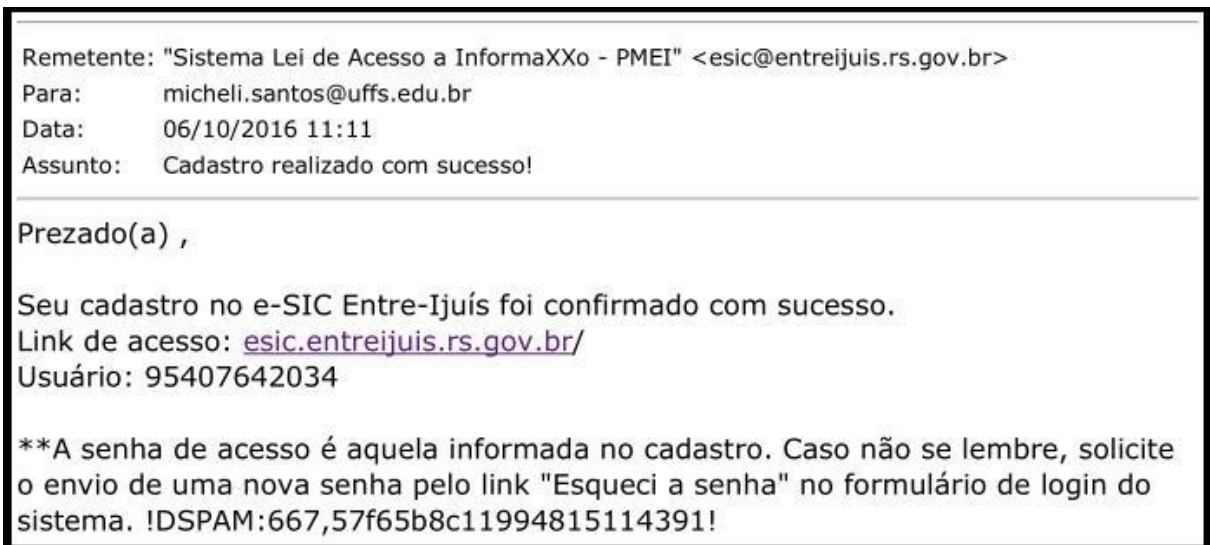 Remetente: "Sistema Lei de Acesso a InformaXXo - PMEI" <esic@entreijuis.rs.gov.br>
Para: micheli.santos@uffs.edu.br
Data: 06/10/2016 11:11
Assunto: Cadastro realizado com sucesso!
Prezado(a) ,
Seu cadastro no e-SIC Entre-Ijuís foi confirmado com sucesso.
Link de acesso: esic.entreijuis.rs.gov.br/
Usuário: 95407642034
**A senha de acesso é aquela informada no cadastro. Caso não se lembre, solicite
o envio de uma nova senha pelo link "Esqueci a senha" no formulário de login do
sistema. !DSPAM:667,57f65b8c11994815114391!